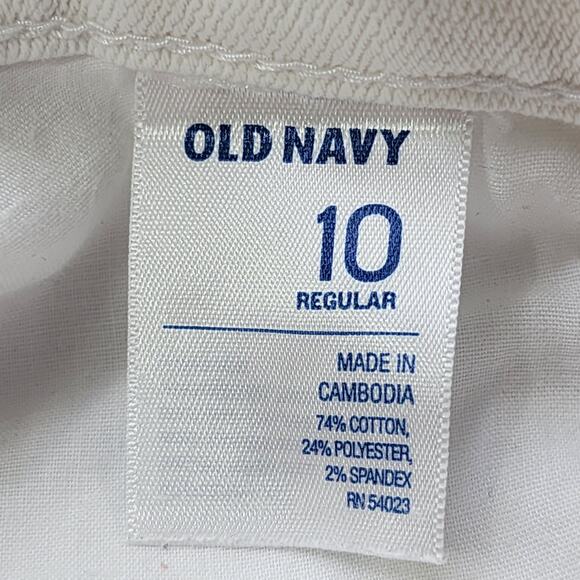 OLD NAVY
10
REGULAR
MADE IN
CAMBODIA
74% COTTON,
24% POLYESTER,
2% SPANDEX
RN 54023